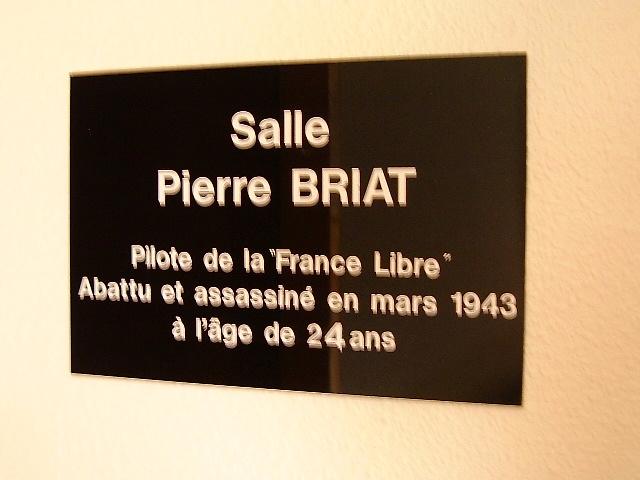 Salle
Pierre BRIAT
Pilote de la "France Libre"
Abattu et assassiné en mars 1943
à l'âge de 24 ans